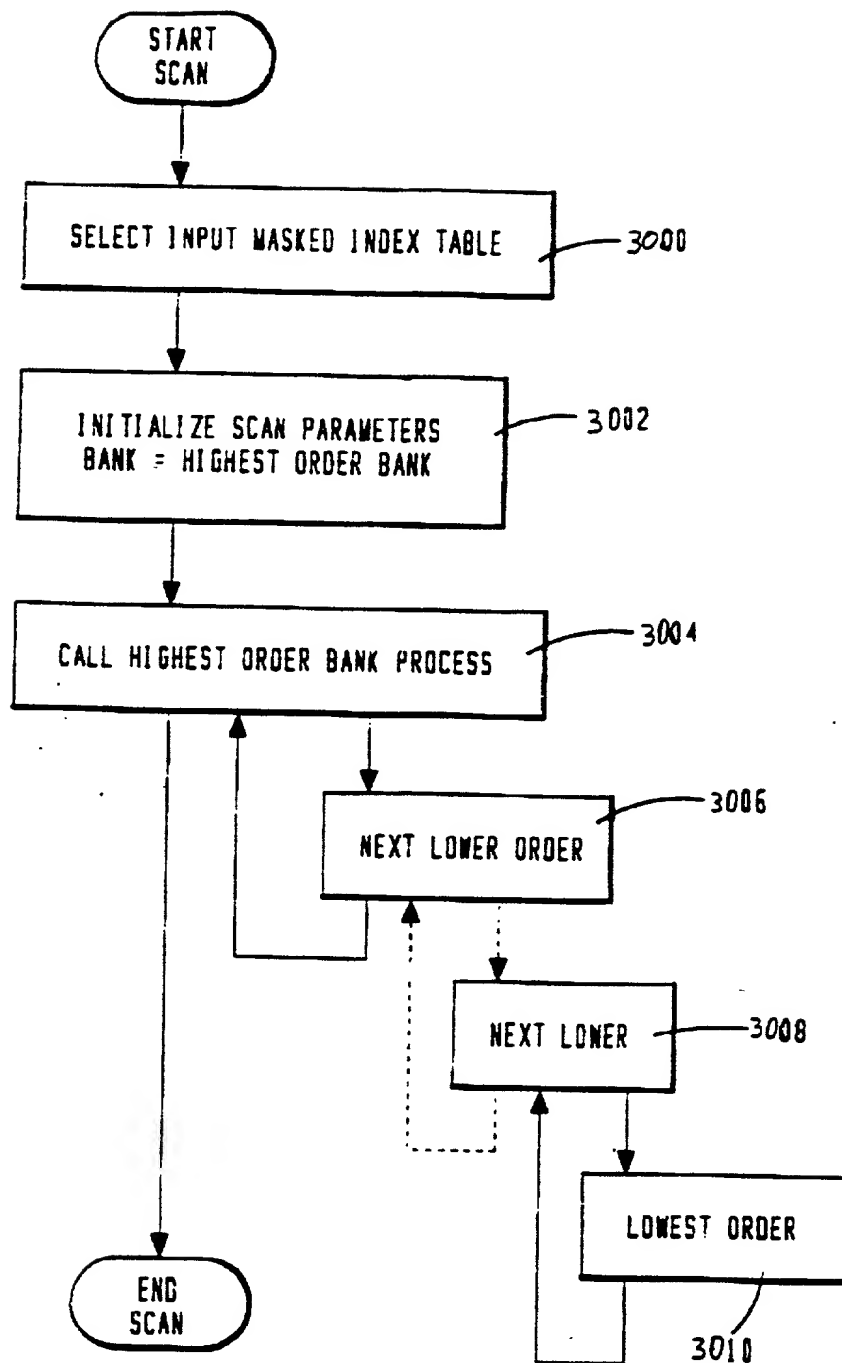 START
SCAN
SELECT INPUT MASKED INDEX TABLE
3000
INITIALIZE SCAN PARAMETERS
BANK = HIGHEST ORDER BANK
3002
CALL HIGHEST ORDER BANK PROCESS
3004
NEXT LOWER ORDER
3006
NEXT LOWER
3008
LOWEST ORDER
3010
END
SCAN